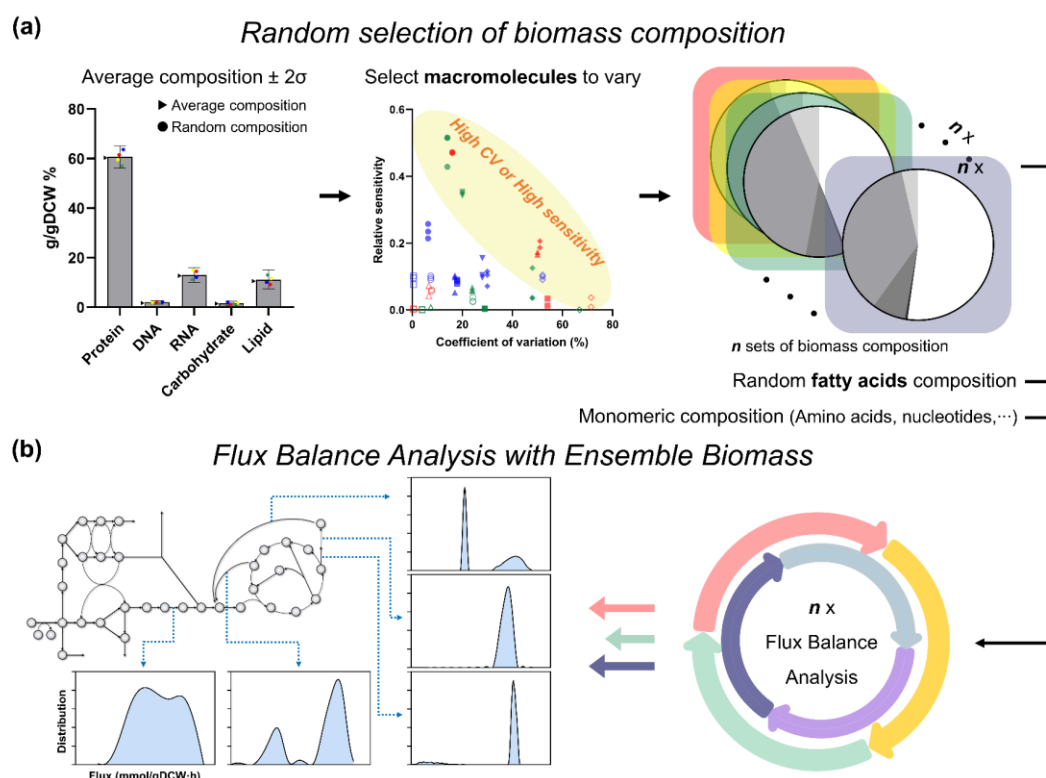 (a)
Random selection of biomass composition
Average composition ± 2σ
Average composition
Random composition
g/gDCW %
80
60
40
20
0
Protein
DNA
RNA
Carbohydrate
Lipid
Select macromolecules to vary
Relative sensitivity
0.6
0.4
0.2
0.0
0
20
40
60
80
Coefficient of variation (%)
High CV or High sensitivity
n x
n x
n sets of biomass composition
Random fatty acids composition
Monomeric composition (Amino acids, nucleotides,···)
(b)
Flux Balance Analysis with Ensemble Biomass
Distribution
Flux (mmol/gDCW·h)
n x
Flux Balance
Analysis